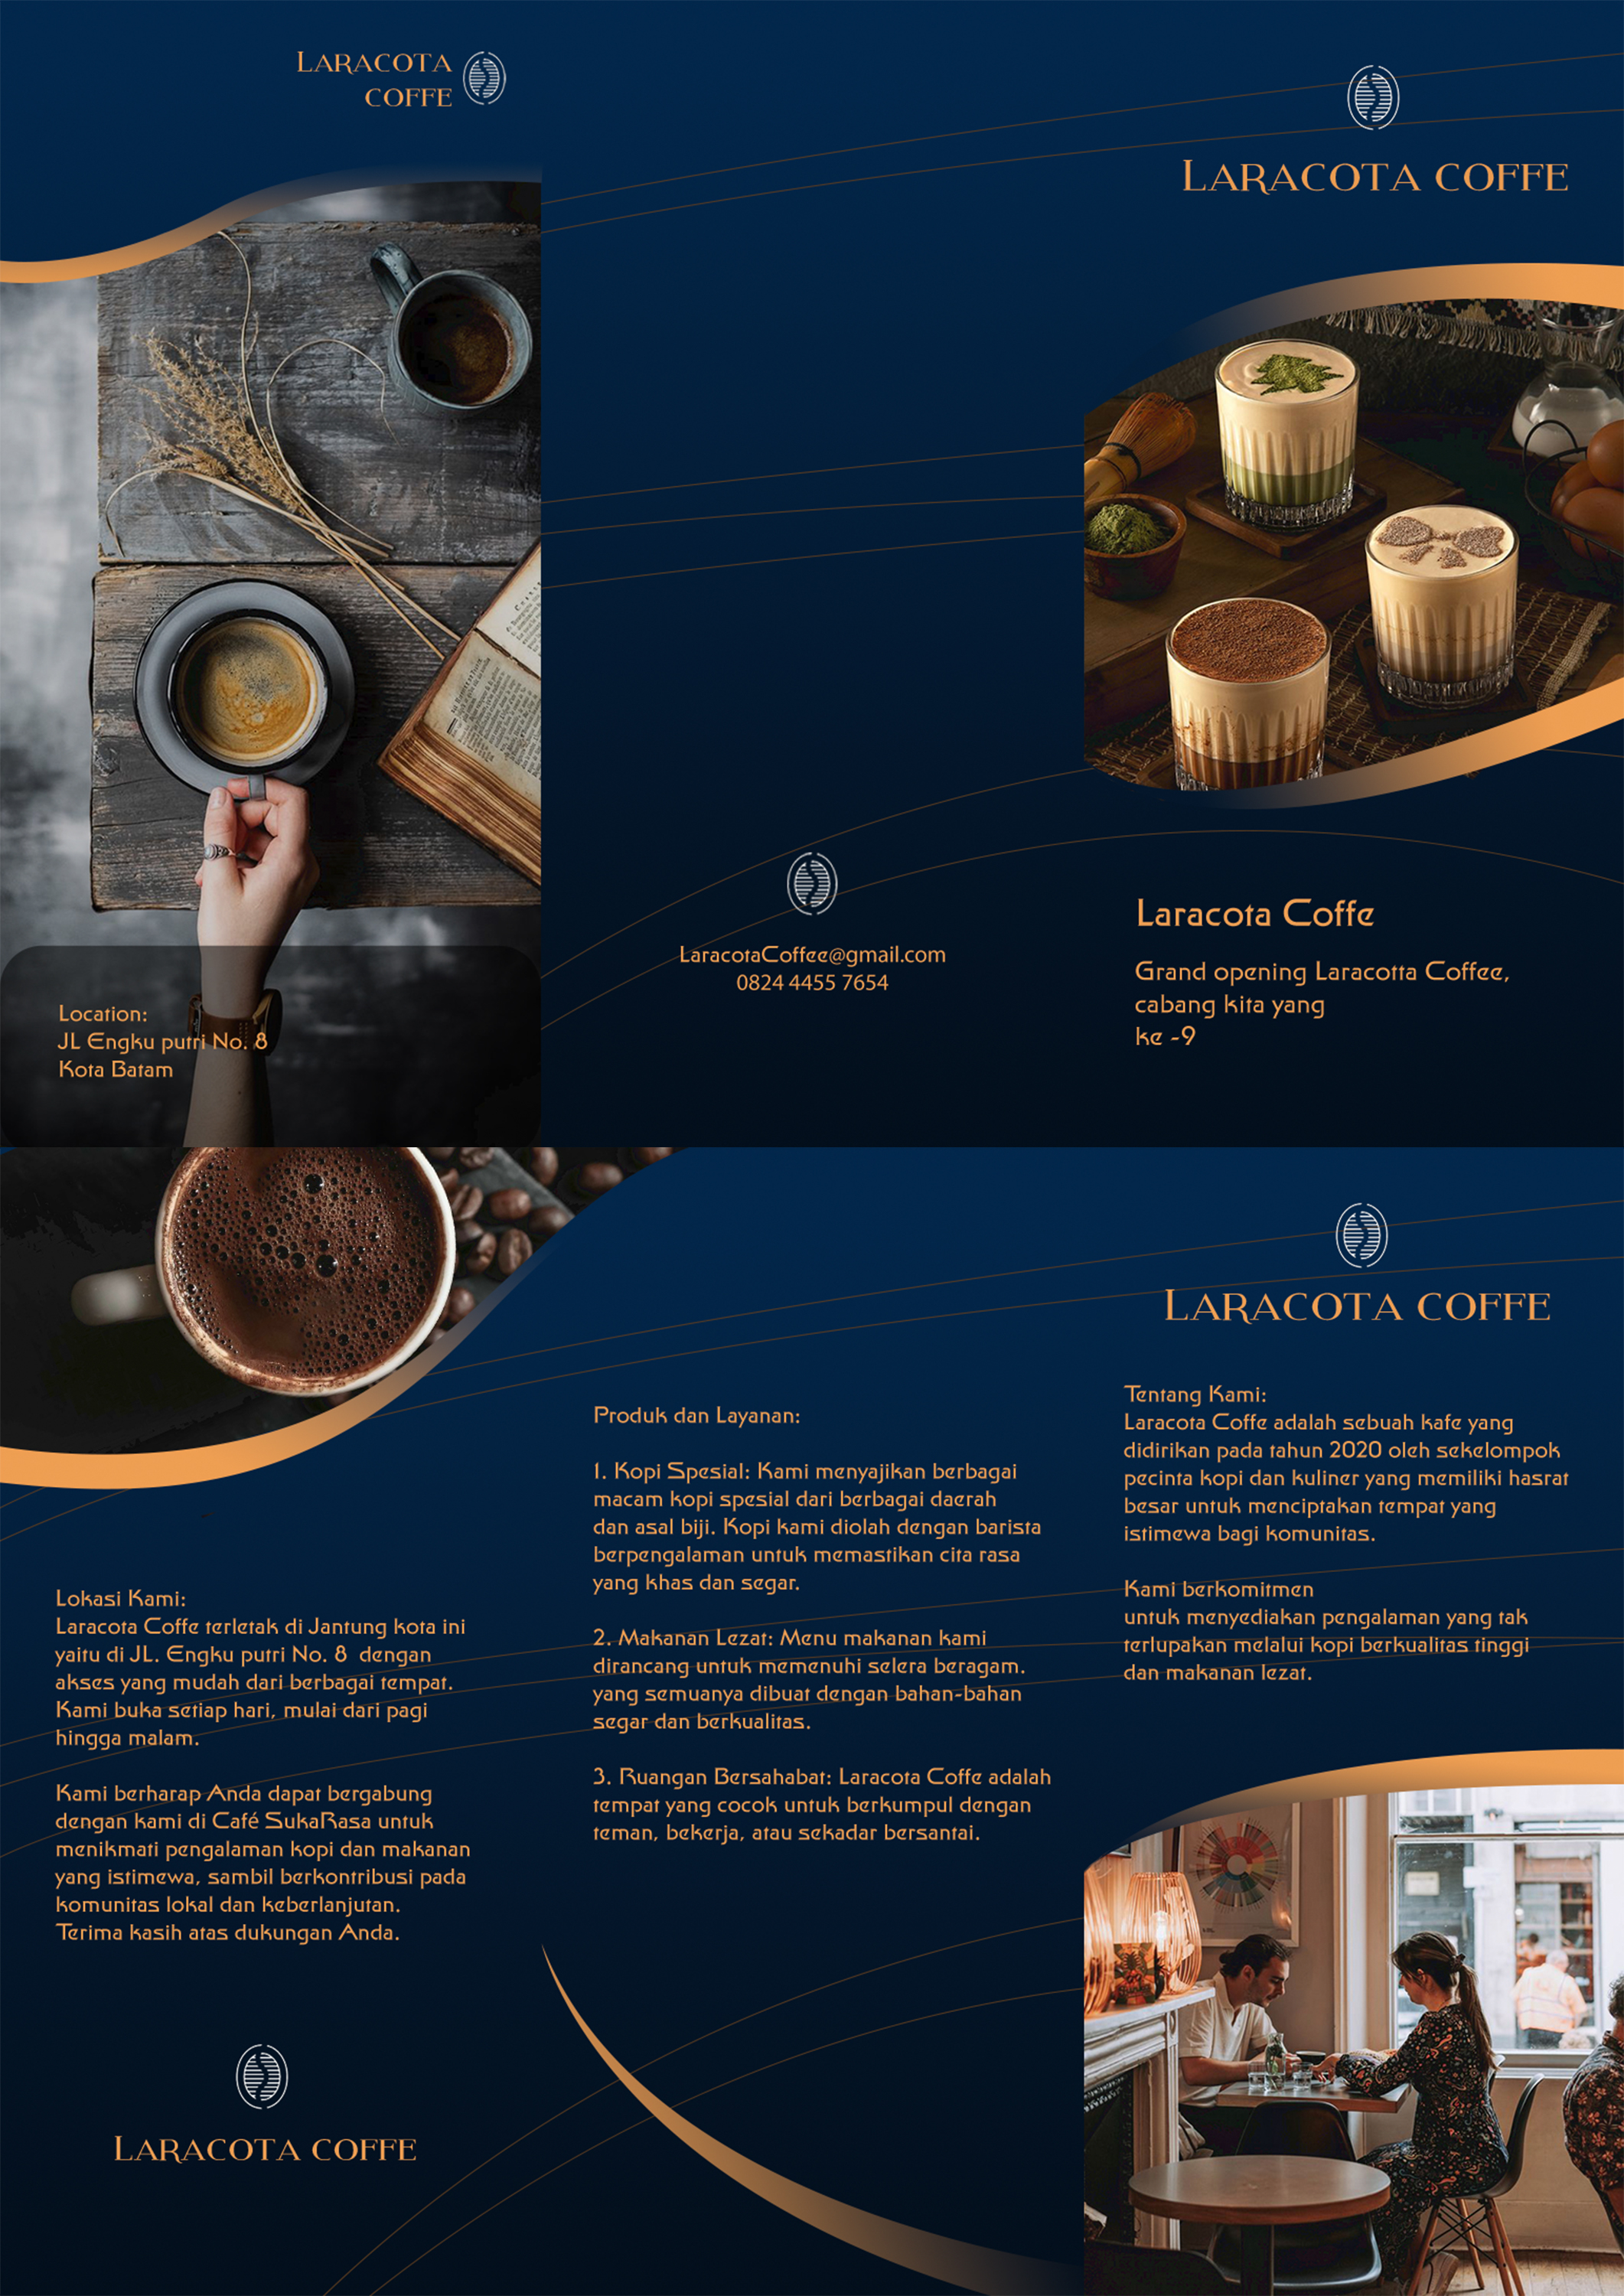 LARACOTA
COFFE
Location:
JL Engku putri No. 8
Kota Batam
LaracotaCoffee@gmail.com
0824 4455 7654
LARACOTA COFFE
Laracota Coffe
Grand opening Laracotta Coffee,
cabang kita yang
ke -9
Lokasi Kami:
Laracota Coffe terletak di Jantung kota ini
yaitu di JL. Engku putri No. 8 dengan
akses yang mudah dari berbagai tempat.
Kami buka setiap hari, mulai dari pagi
hingga malam.
Kami berharap Anda dapat bergabung
dengan kami di Café SukaRasa untuk
menikmati pengalaman kopi dan makanan
yang istimewa, sambil berkontribusi pada
komunitas lokal dan keberlanjutan.
Terima kasih atas dukungan Anda.
LARACOTA COFFE
Produk dan Layanan:
1. Kopi Spesial: Kami menyajikan berbagai
macam kopi spesial dari berbagai daerah
dan asal biji. Kopi kami diolah dengan barista
berpengalaman untuk memastikan cita rasa
yang khas dan segar.
2. Makanan Lezat: Menu makanan kami
dirancang untuk memenuhi selera beragam.
yang semuanya dibuat dengan bahan-bahan
segar dan berkualitas.
3. Ruangan Bersahabat: Laracota Coffe adalah
tempat yang cocok untuk berkumpul dengan
teman, bekerja, atau sekadar bersantai.
LARACOTA COFFE
Tentang Kami:
Laracota Coffe adalah sebuah kafe yang
didirikan pada tahun 2020 oleh sekelompok
pecinta kopi dan kuliner yang memiliki hasrat
besar untuk menciptakan tempat yang
istimewa bagi komunitas.
Kami berkomitmen
untuk menyediakan pengalaman yang tak
terlupakan melalui kopi berkualitas tinggi
dan makanan lezat.